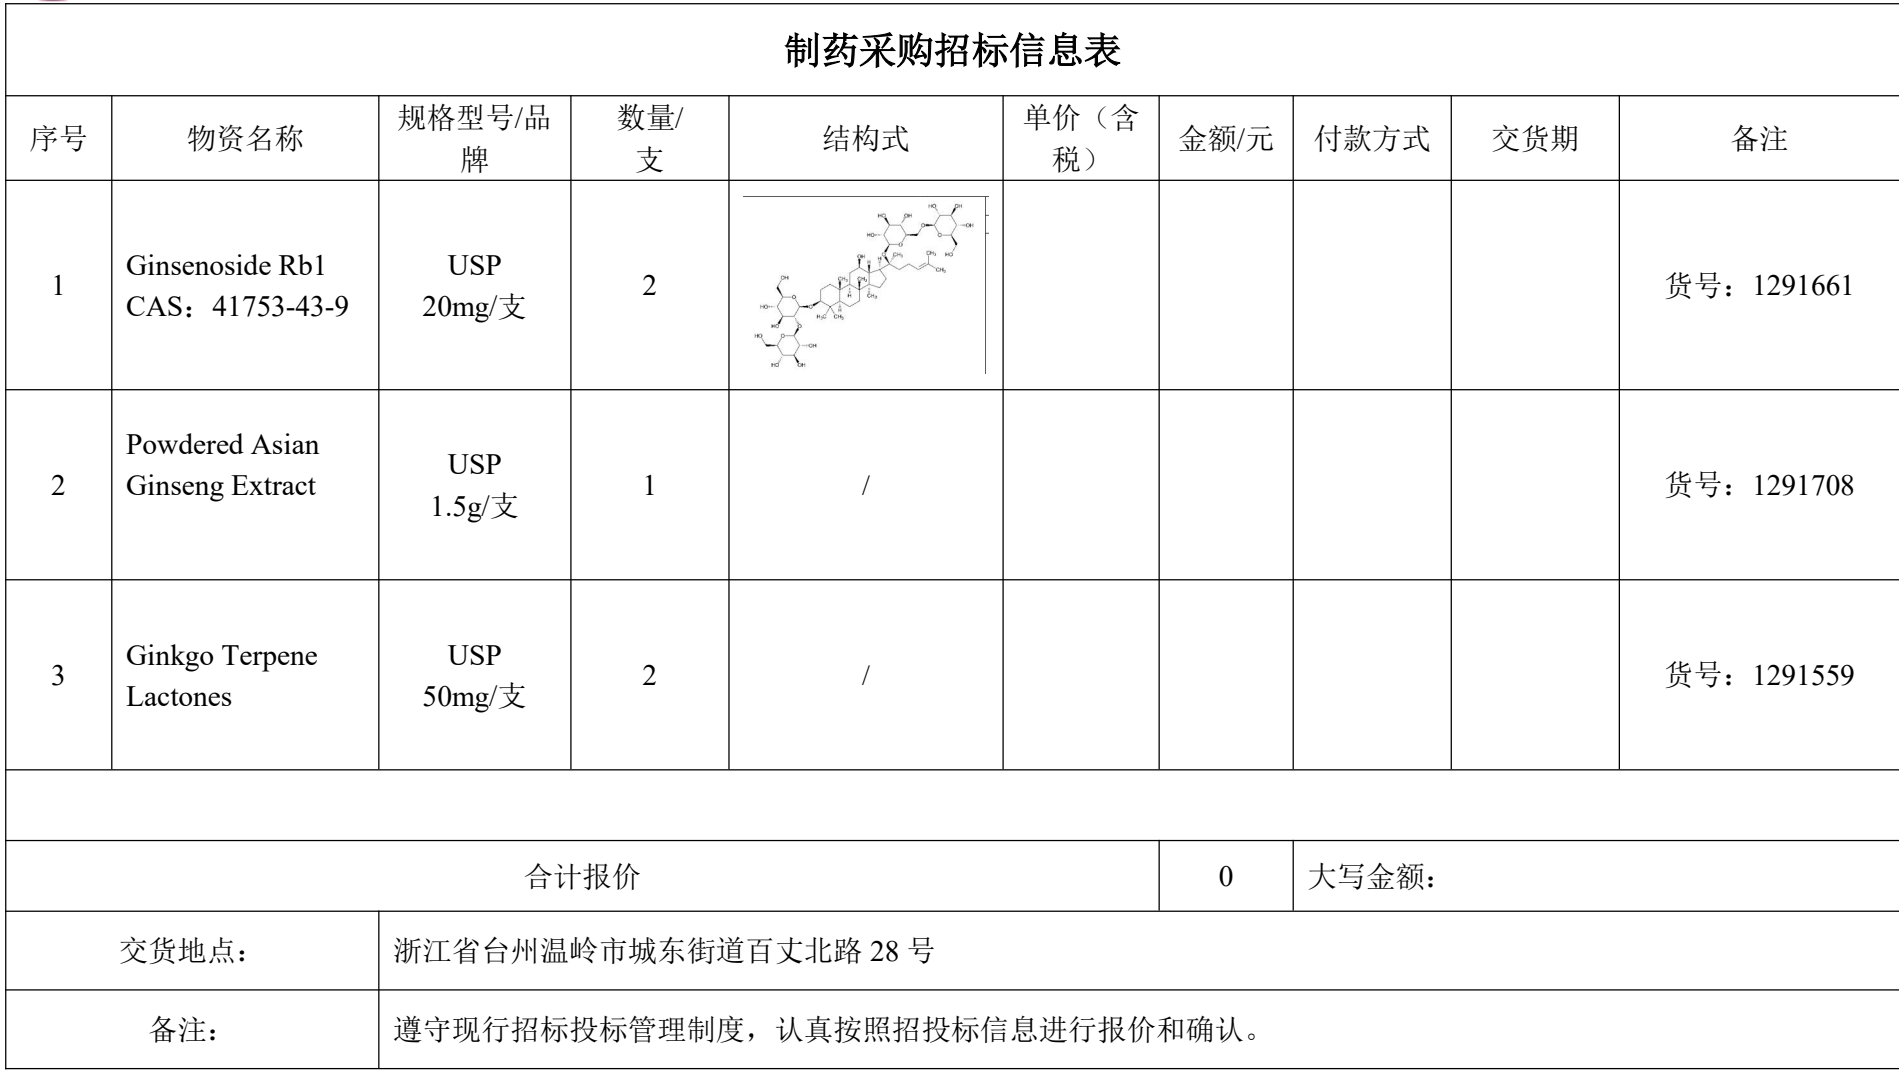 制药采购招标信息表
序号
物资名称
规格型号/品
牌
数量/
支
结构式
单价（含
税）
金额/元
付款方式
交货期
备注
1
Ginsenoside Rb1
CAS：41753-43-9
USP
20mg/支
2
货号：1291661
2
Powdered Asian
Ginseng Extract
USP
1.5g/支
1
/
货号：1291708
3
Ginkgo Terpene
Lactones
USP
50mg/支
2
/
货号：1291559
合计报价
0
大写金额：
交货地点：
浙江省台州温岭市城东街道百丈北路 28 号
备注：
遵守现行招标投标管理制度，认真按照招投标信息进行报价和确认。